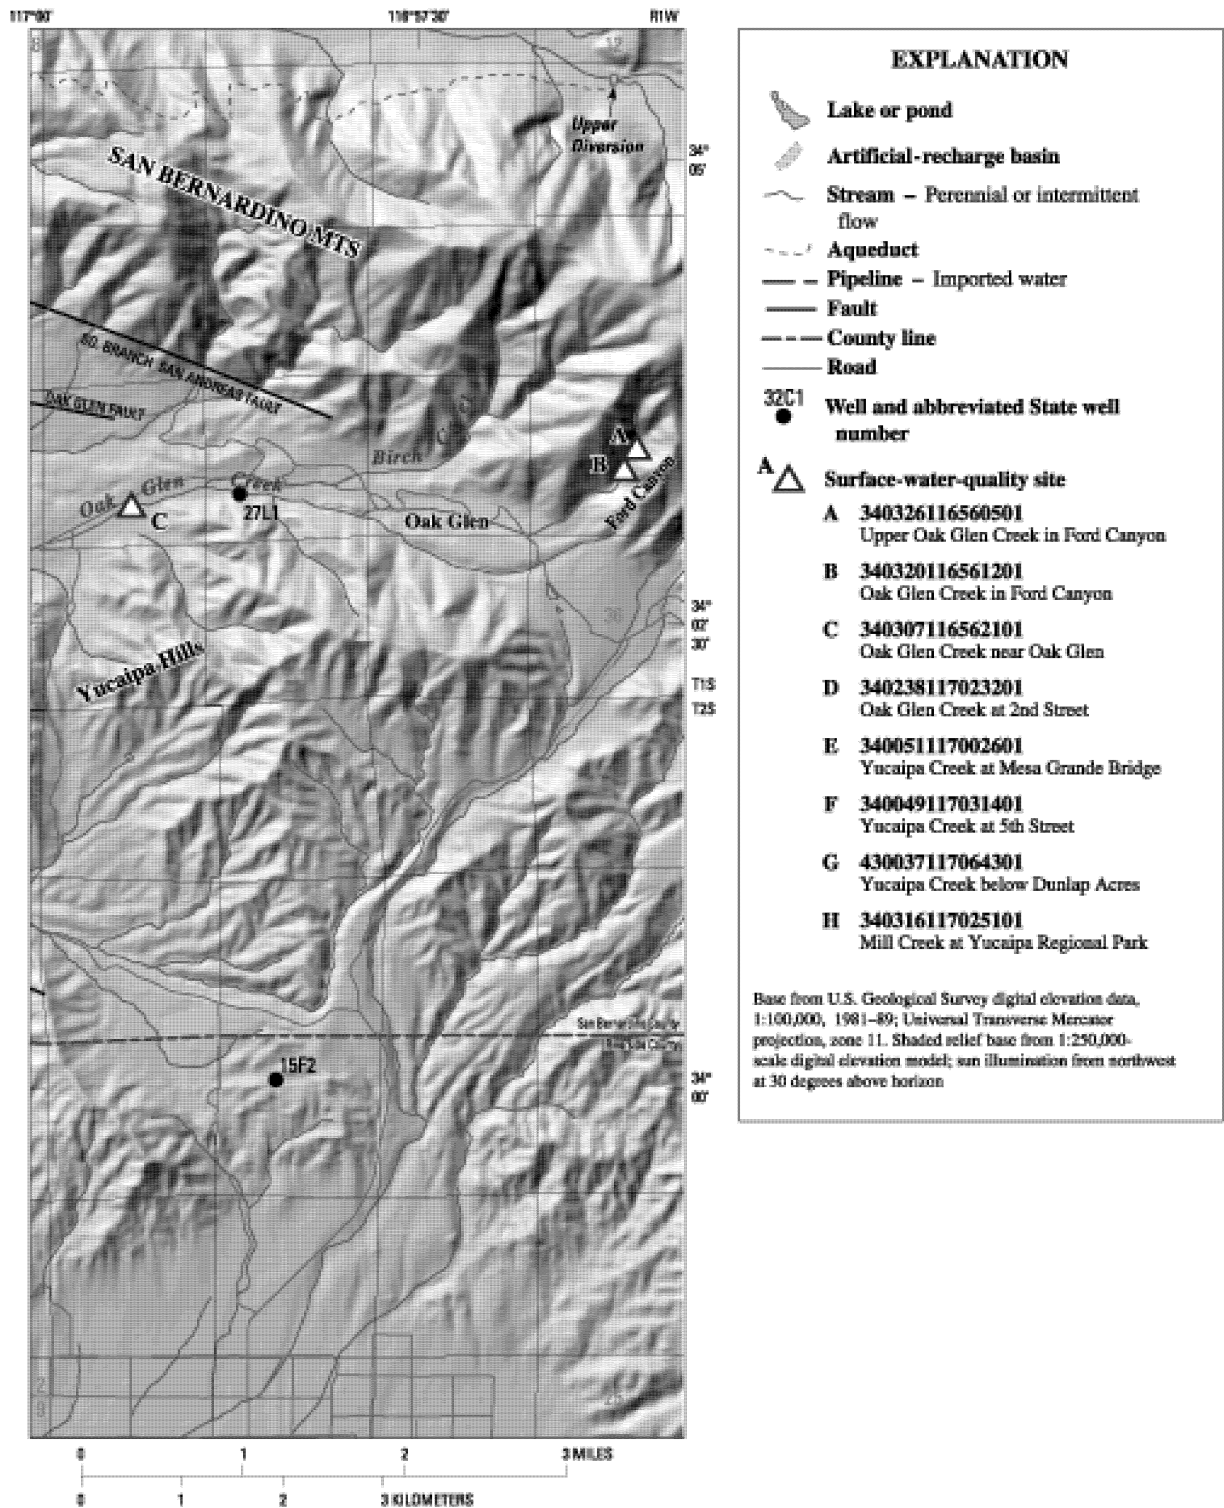 117°00'
116°57'30"
R1W
Upper
Diversion
34°
05'
SAN BERNARDINO MTS
SO. BRANCH SAN ANDREAS FAULT
OAK GLEN FAULT
Birch
A
B
Ford Canyon
Oak Glen Creek
C
27L1
Oak Glen
34°
02'
30"
Yucaipa Hills
T1S
T2S
San Bernardino County
Riverside County
15F2
34°
00'
0 1 2 3 MILES
0 1 2 3 KILOMETERS
EXPLANATION
Lake or pond
Artificial-recharge basin
Stream – Perennial or intermittent
flow
Aqueduct
Pipeline – Imported water
Fault
County line
Road
32C1
Well and abbreviated State well
number
A
Surface-water-quality site
A 340326116560501
Upper Oak Glen Creek in Ford Canyon
B 340320116561201
Oak Glen Creek in Ford Canyon
C 340307116562101
Oak Glen Creek near Oak Glen
D 340238117023201
Oak Glen Creek at 2nd Street
E 340051117002601
Yucaipa Creek at Mesa Grande Bridge
F 340049117031401
Yucaipa Creek at 5th Street
G 430037117064301
Yucaipa Creek below Dunlap Acres
H 340316117025101
Mill Creek at Yucaipa Regional Park
Base from U.S. Geological Survey digital elevation data,
1:100,000, 1981–89; Universal Transverse Mercator
projection, zone 11. Shaded relief base from 1:250,000-
scale digital elevation model; sun illumination from northwest
at 30 degrees above horizon